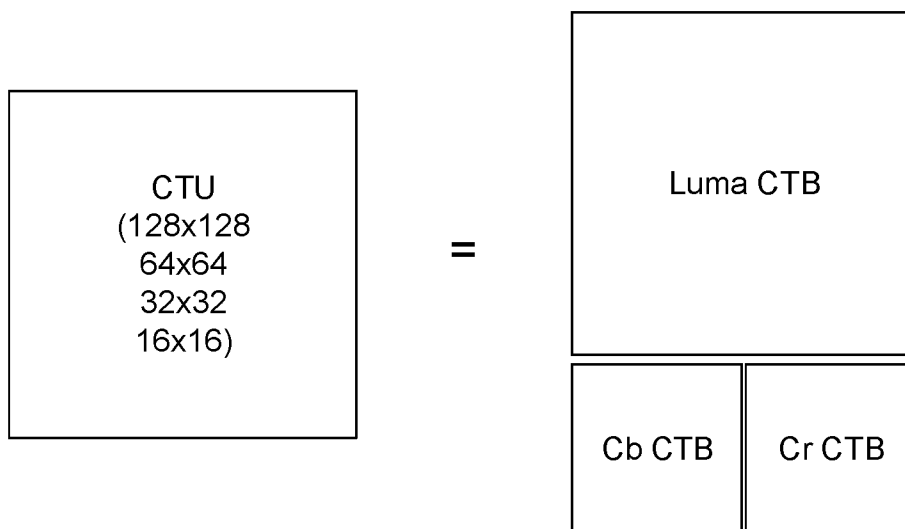 CTU
(128x128
64x64
32x32
16x16)
=
Luma CTB
Cb CTB
Cr CTB